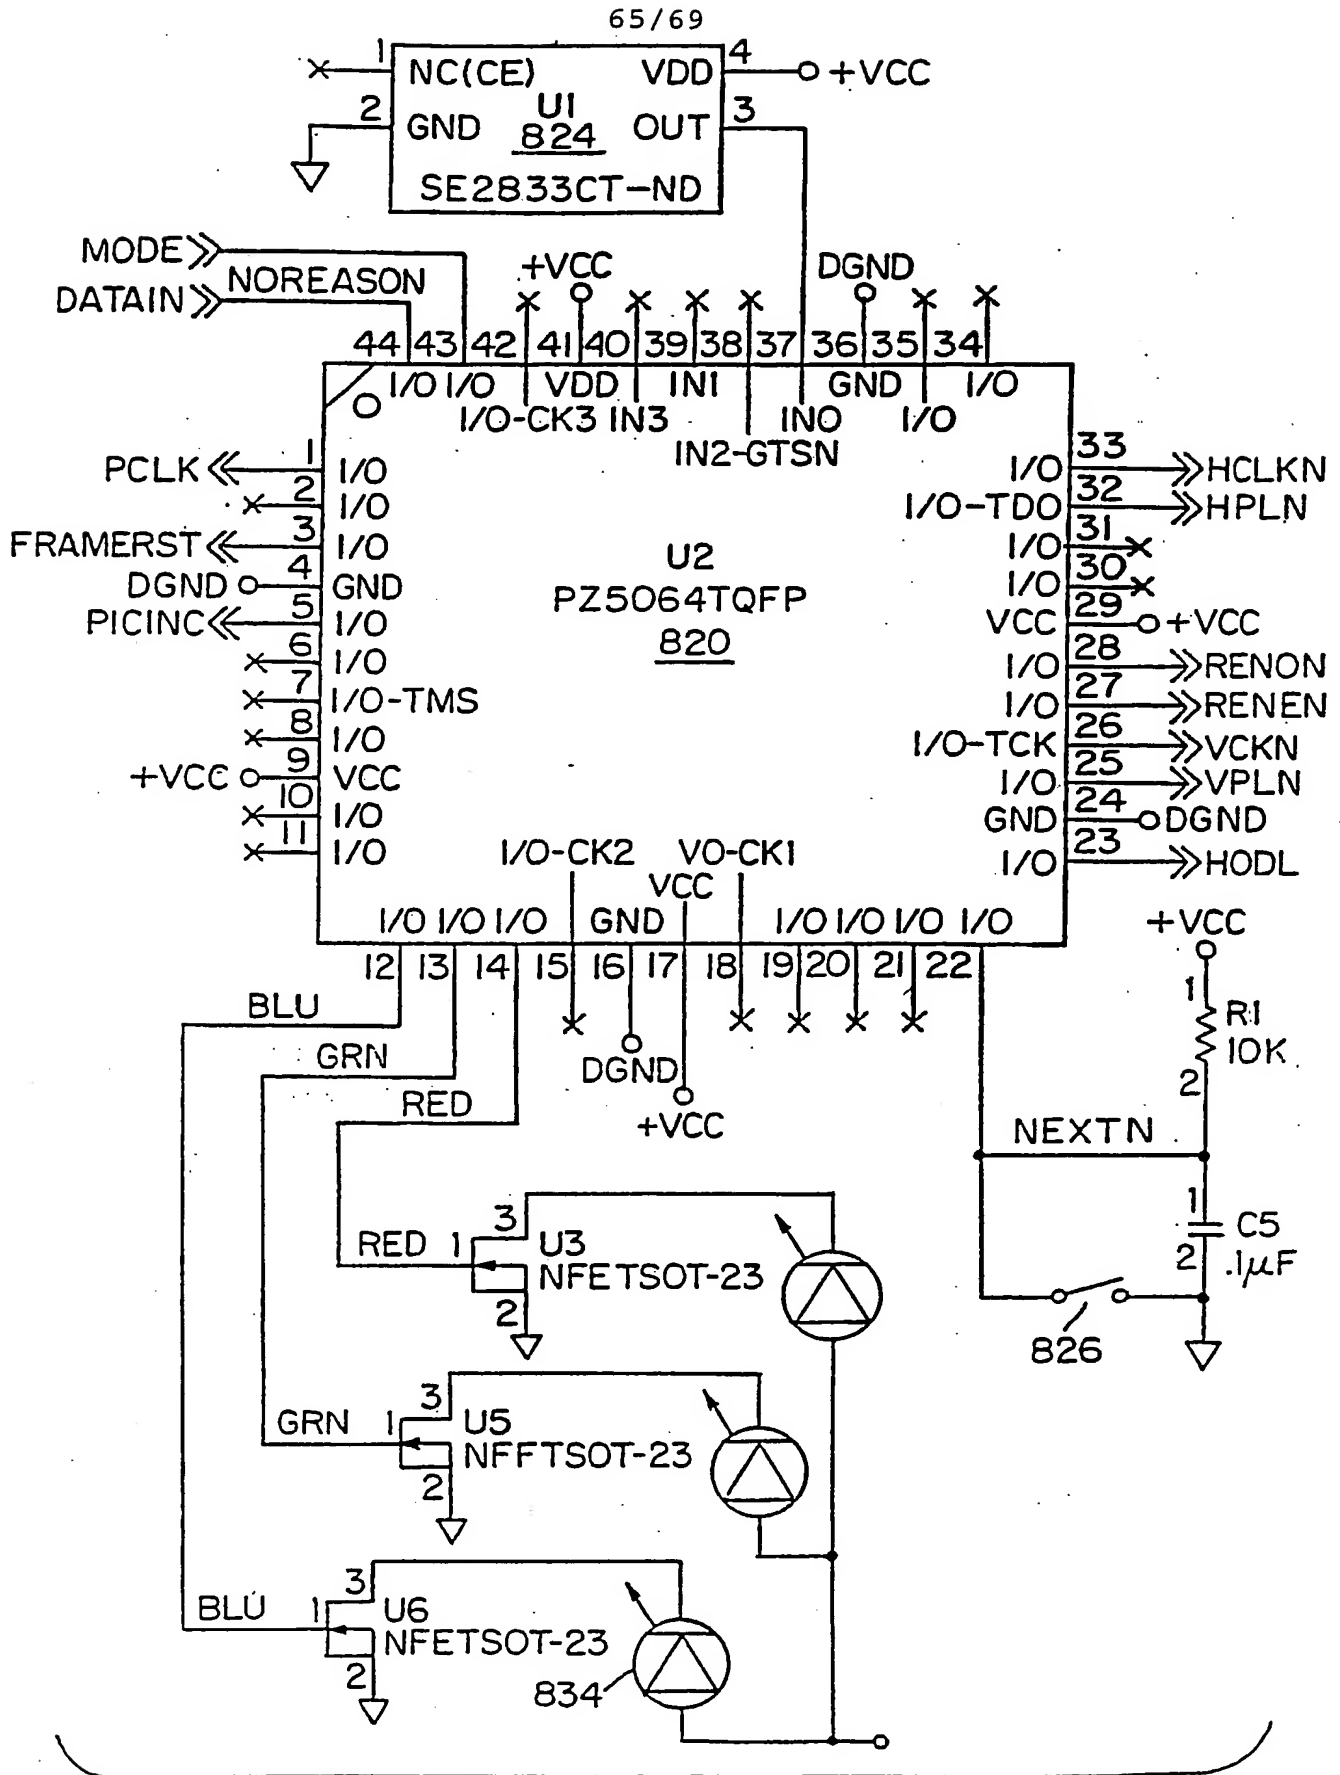 65/69
1 NC(CE) VDD 4 +VCC
2 GND U1 OUT 3
824
SE2833CT-ND
MODE
NOREASON
DATAIN
+VCC DGND
44 43 42 41 40 39 38 37 36 35 34
I/O I/O VDD IN1 GND I/O
I/O-CK3 IN3 IN0 I/O
IN2-GTSN
PCLK 1 I/O
2 I/O
FRAMERST 3 I/O
DGND 4 GND
PICINC 5 I/O
6 I/O
7 I/O-TMS
8 I/O
+VCC 9 VCC
10 I/O
11 I/O
U2
PZ5064TQFP
820
I/O 33 HCLKN
I/O-TDO 32 HPLN
I/O 31
I/O 30
VCC 29 +VCC
I/O 28 RENON
I/O 27 RENEN
I/O-TCK 26 VCKN
I/O 25 VPLN
GND 24 DGND
I/O 23 HODL
I/O-CK2 VO-CK1
VCC
I/O I/O I/O GND I/O I/O I/O I/O
12 13 14 15 16 17 18 19 20 21 22
BLU
GRN
RED
DGND
+VCC
+VCC
1
R1
10K
2
NEXTN
1
C5
2
.1μF
826
RED 1 3 U3
NFETSOT-23
2
GRN 1 3 U5
NFFTSOT-23
2
BLU 1 3 U6
NFETSOT-23
2
834